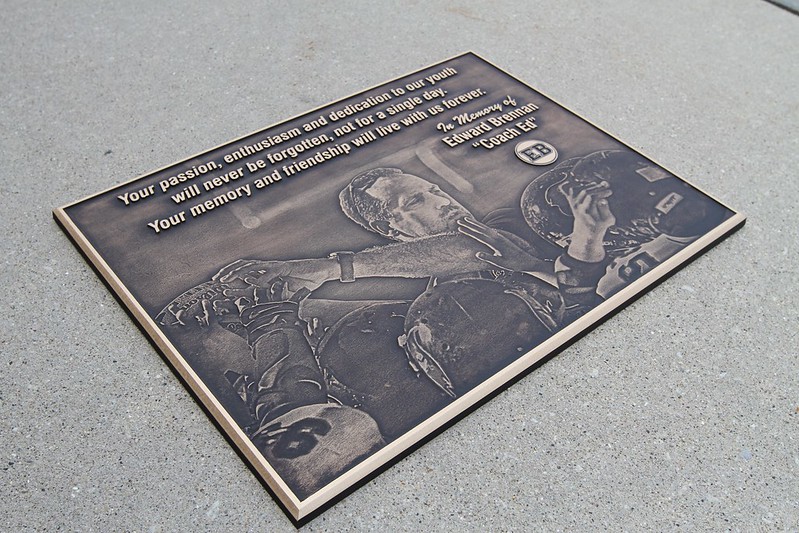 Your passion, enthusiasm and dedication to our youth
will never be forgotten, not for a single day.
Your memory and friendship will live with us forever.
In Memory of
Edward Brennan
"Coach Ed"
EB